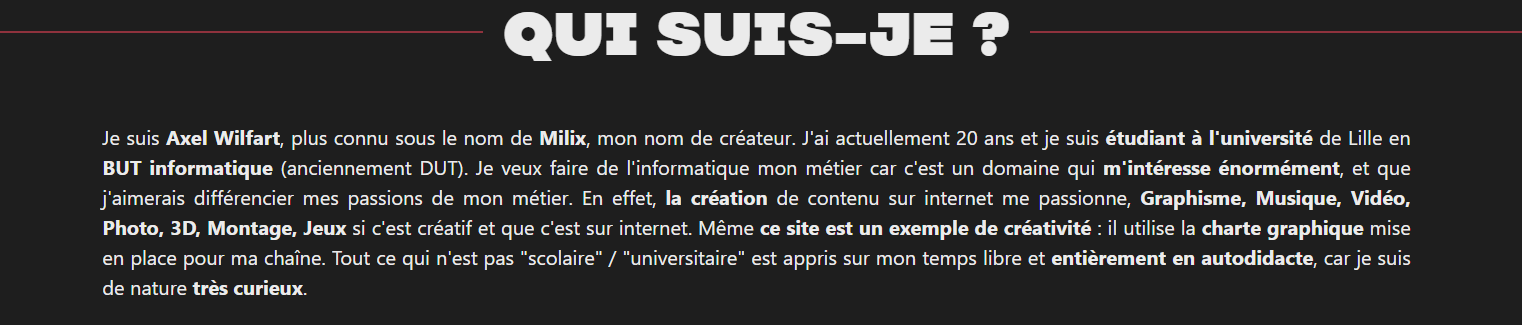 QUI SUIS-JE ?
Je suis Axel Wilfart, plus connu sous le nom de Milix, mon nom de créateur. J'ai actuellement 20 ans et je suis étudiant à l'université de Lille en
BUT informatique (anciennement DUT). Je veux faire de l'informatique mon métier car c'est un domaine qui m'intéresse énormément, et que
j'aimerais différencier mes passions de mon métier. En effet, la création de contenu sur internet me passionne, Graphisme, Musique, Vidéo,
Photo, 3D, Montage, Jeux si c'est créatif et que c'est sur internet. Même ce site est un exemple de créativité : il utilise la charte graphique mise
en place pour ma chaîne. Tout ce qui n'est pas "scolaire" / "universitaire" est appris sur mon temps libre et entièrement en autodidacte, car je suis
de nature très curieux.